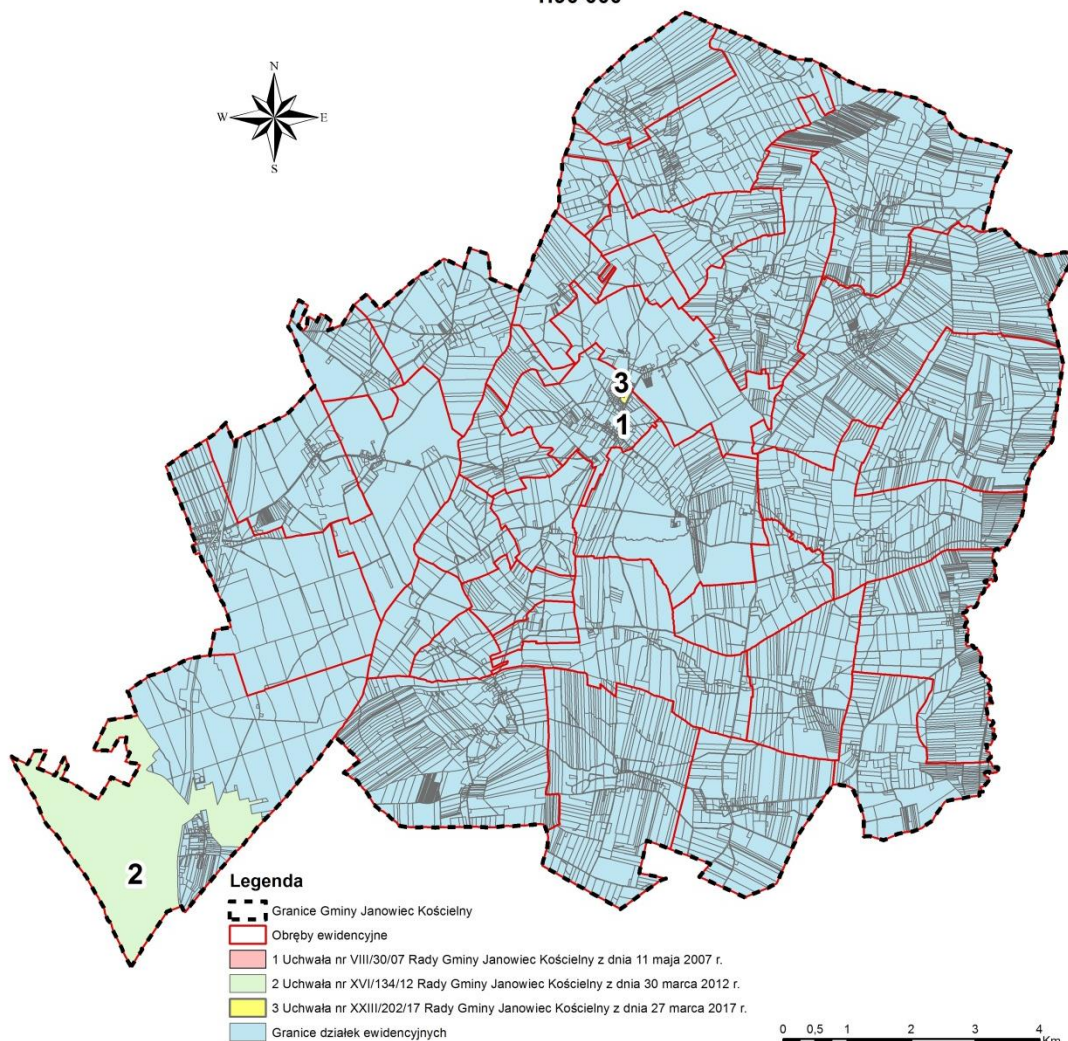 N
W E
S
3
1
2
Legenda
Granice Gminy Janowiec Kościelny
Obręby ewidencyjne
1 Uchwała nr VIII/30/07 Rady Gminy Janowiec Kościelny z dnia 11 maja 2007 r.
2 Uchwała nr XVI/134/12 Rady Gminy Janowiec Kościelny z dnia 30 marca 2012 r.
3 Uchwała nr XXIII/202/17 Rady Gminy Janowiec Kościelny z dnia 27 marca 2017 r.
Granice działek ewidencyjnych
0 0,5 1 2 3 4
Km